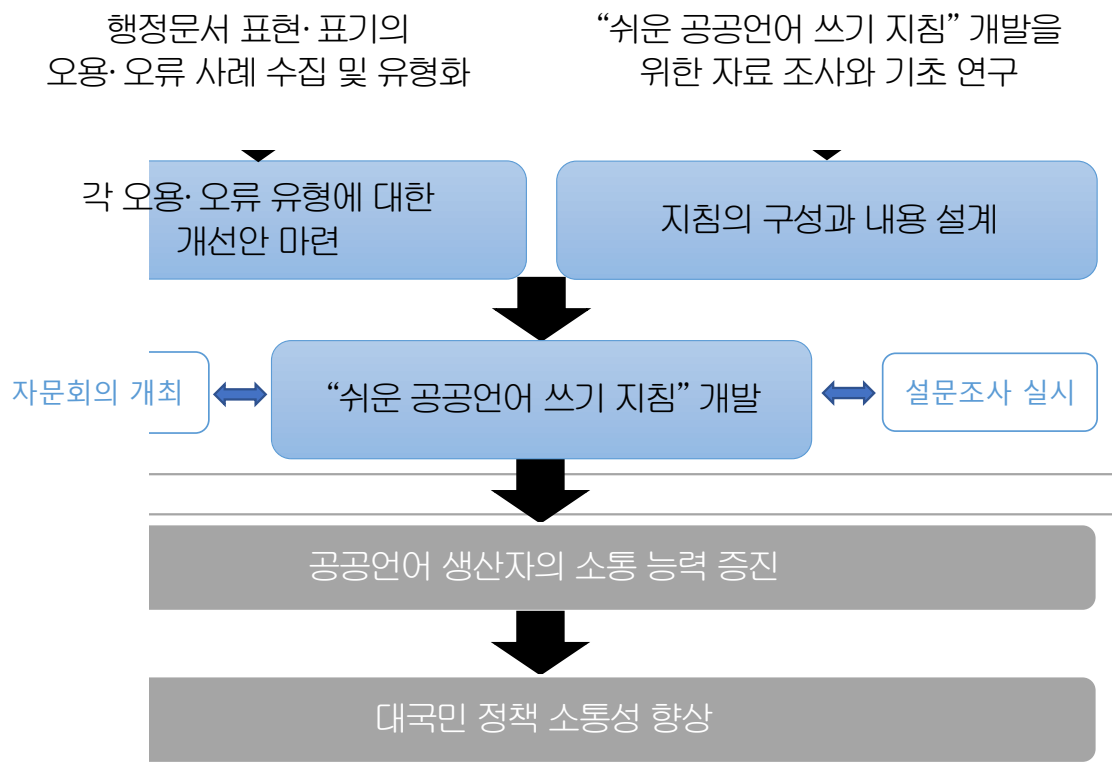 행정문서 표현· 표기의
오용· 오류 사례 수집 및 유형화
“쉬운 공공언어 쓰기 지침” 개발을
위한 자료 조사와 기초 연구
각 오용· 오류 유형에 대한
개선안 마련
지침의 구성과 내용 설계
자문회의 개최
“쉬운 공공언어 쓰기 지침” 개발
설문조사 실시
공공언어 생산자의 소통 능력 증진
대국민 정책 소통성 향상